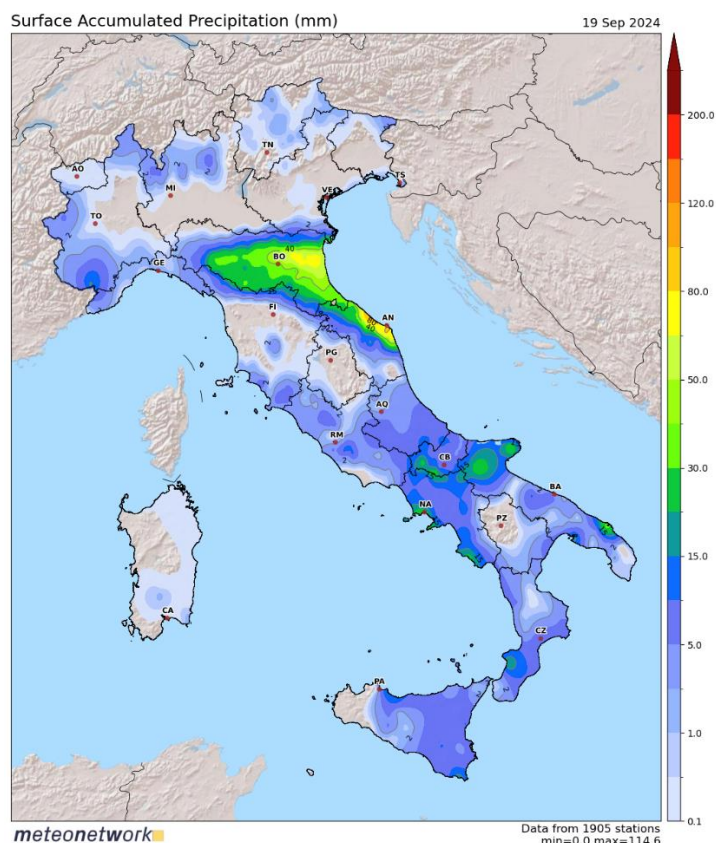 Surface Accumulated Precipitation (mm)
19 Sep 2024
200.0
120.0
80.0
50.0
30.0
15.0
5.0
1.0
0.1
TN
AO
MI
VE
TS
TO
GE
BO
40
FI
AN
PG
AQ
RM
2
CB
NA
BA
PZ
CA
CZ
PA
meteonetwork
Data from 1905 stations
min=0.0 max=114.6